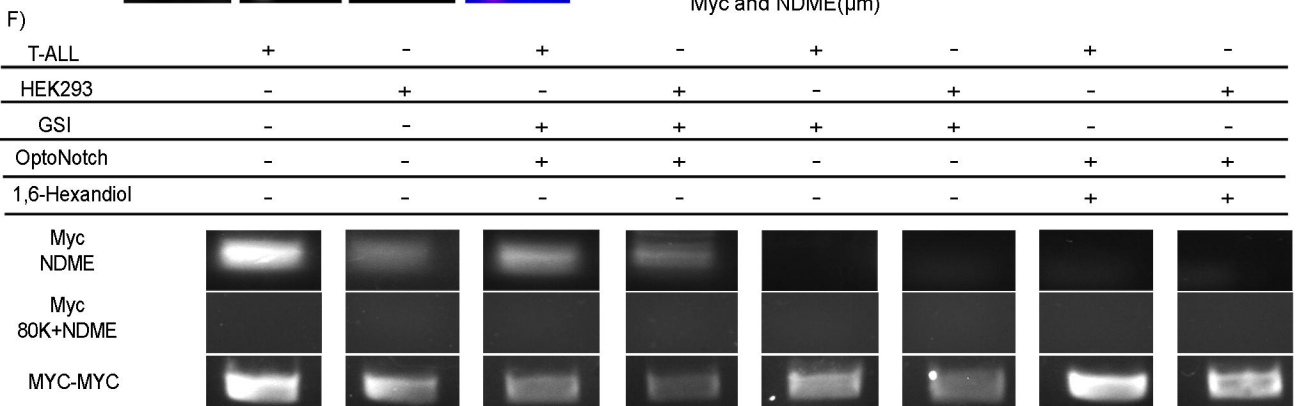 Myc and NDME(µm)
F)
T-ALL + - + - + - + -
HEK293 - + - + - + - +
GSI - - + + + + - -
OptoNotch - - + + - - + +
1,6-Hexandiol - - - - - - + +
Myc
NDME
Myc
80K+NDME
MYC-MYC